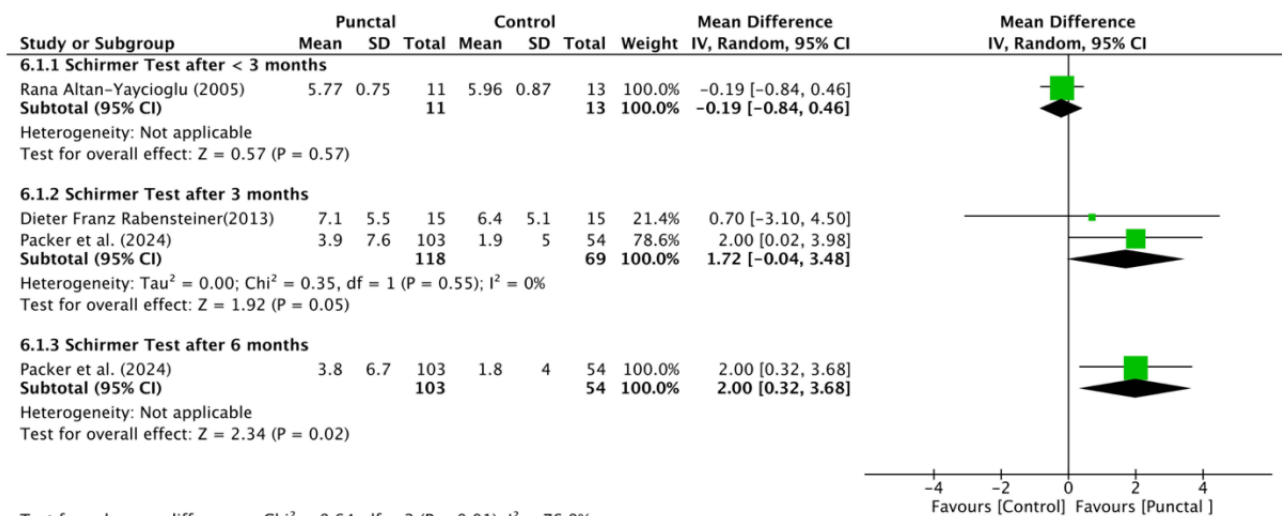 Punctal Control Mean Difference Mean Difference
Study or Subgroup Mean SD Total Mean SD Total Weight IV, Random, 95% CI IV, Random, 95% CI
6.1.1 Schirmer Test after < 3 months
Rana Altan-Yaycioglu (2005) 5.77 0.75 11 5.96 0.87 13 100.0% −0.19 [−0.84, 0.46]
Subtotal (95% CI) 11 13 100.0% −0.19 [−0.84, 0.46]
Heterogeneity: Not applicable
Test for overall effect: Z = 0.57 (P = 0.57)
6.1.2 Schirmer Test after 3 months
Dieter Franz Rabensteiner(2013) 7.1 5.5 15 6.4 5.1 15 21.4% 0.70 [−3.10, 4.50]
Packer et al. (2024) 3.9 7.6 103 1.9 5 54 78.6% 2.00 [0.02, 3.98]
Subtotal (95% CI) 118 69 100.0% 1.72 [−0.04, 3.48]
Heterogeneity: Tau² = 0.00; Chi² = 0.35, df = 1 (P = 0.55); I² = 0%
Test for overall effect: Z = 1.92 (P = 0.05)
6.1.3 Schirmer Test after 6 months
Packer et al. (2024) 3.8 6.7 103 1.8 4 54 100.0% 2.00 [0.32, 3.68]
Subtotal (95% CI) 103 54 100.0% 2.00 [0.32, 3.68]
Heterogeneity: Not applicable
Test for overall effect: Z = 2.34 (P = 0.02)
−4 −2 0 2 4
Favours [Control] Favours [Punctal ]